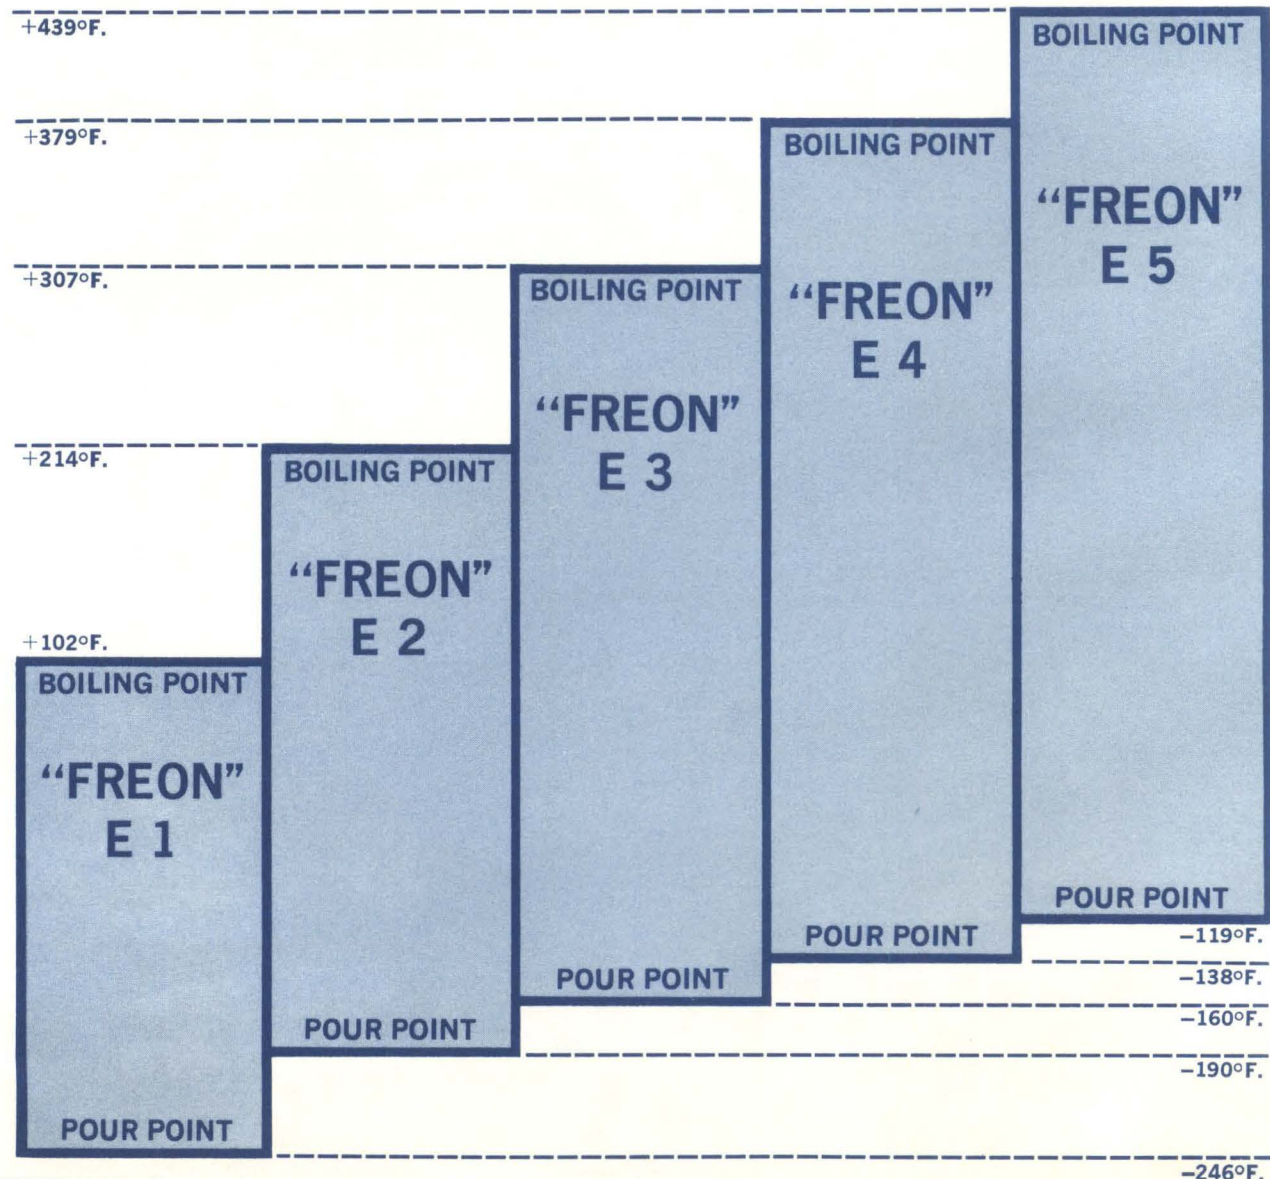 +439°F.
BOILING POINT
+379°F.
BOILING POINT
“FREON”
E 5
+307°F.
BOILING POINT
“FREON”
E 4
“FREON”
E 3
+214°F.
BOILING POINT
“FREON”
E 2
+102°F.
BOILING POINT
“FREON”
E 1
POUR POINT
–119°F.
POUR POINT
–138°F.
POUR POINT
–160°F.
POUR POINT
–190°F.
POUR POINT
–246°F.